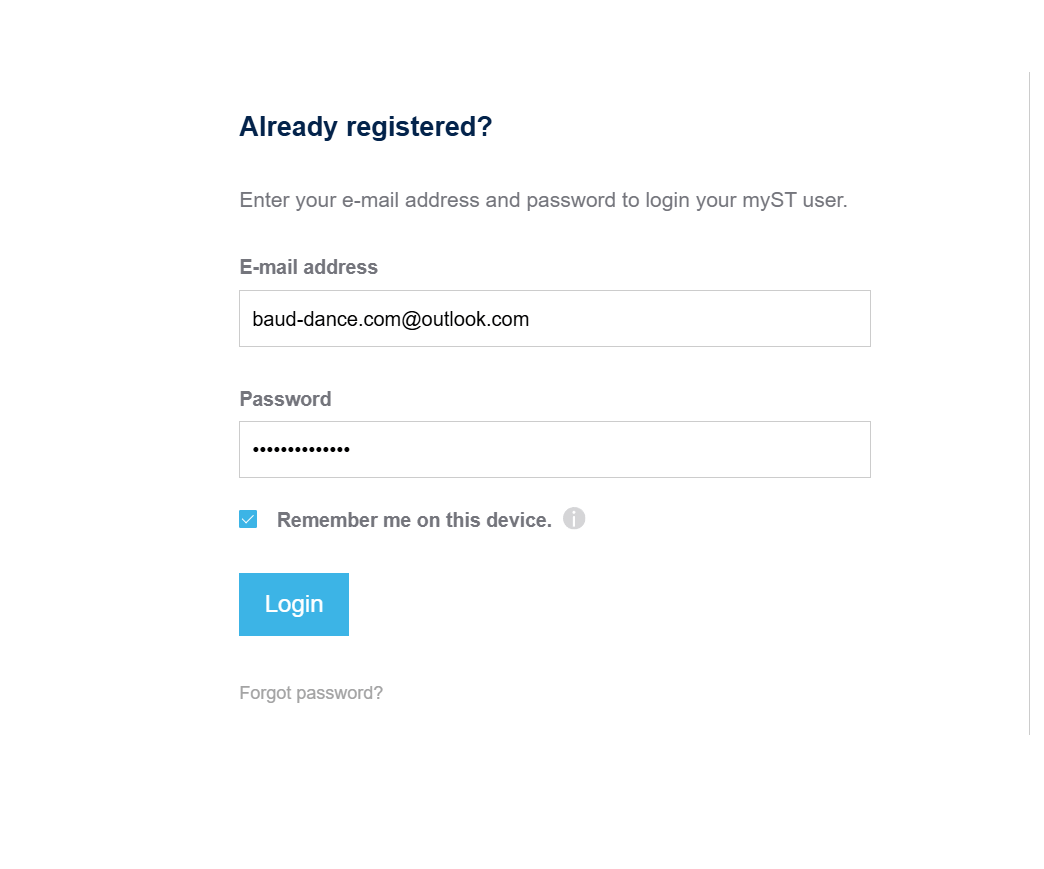 Already registered?
Enter your e-mail address and password to login your myST user.
E-mail address
baud-dance.com@outlook.com
Password
••••••••••••••
Remember me on this device. i
Login
Forgot password?